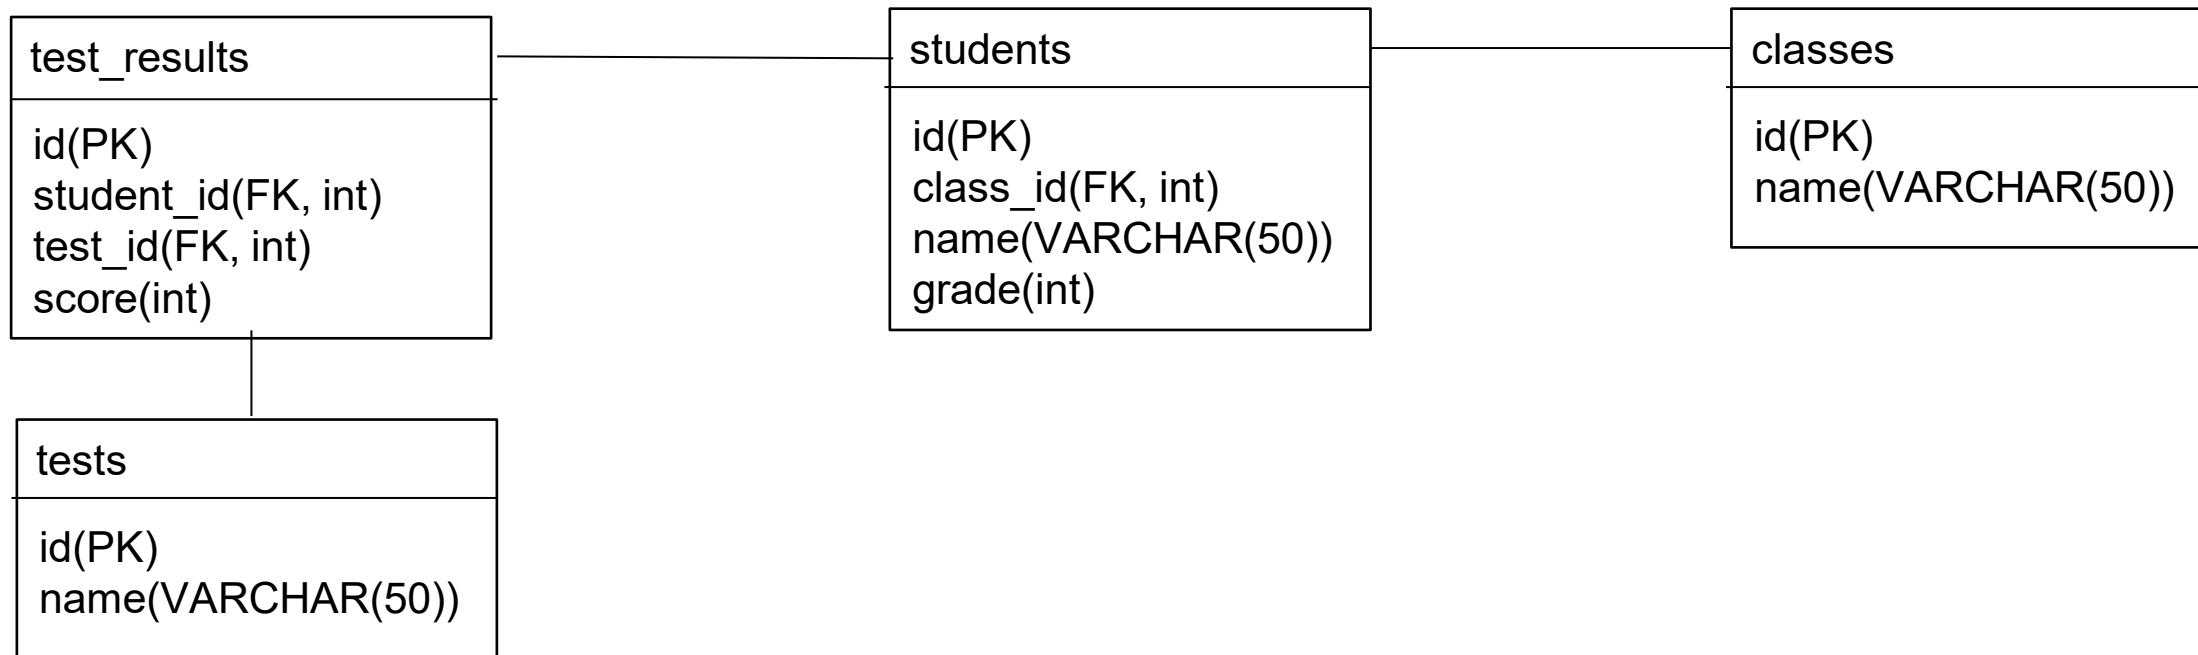 test_results
id(PK)
student_id(FK, int)
test_id(FK, int)
score(int)
students
id(PK)
class_id(FK, int)
name(VARCHAR(50))
grade(int)
classes
id(PK)
name(VARCHAR(50))
tests
id(PK)
name(VARCHAR(50))